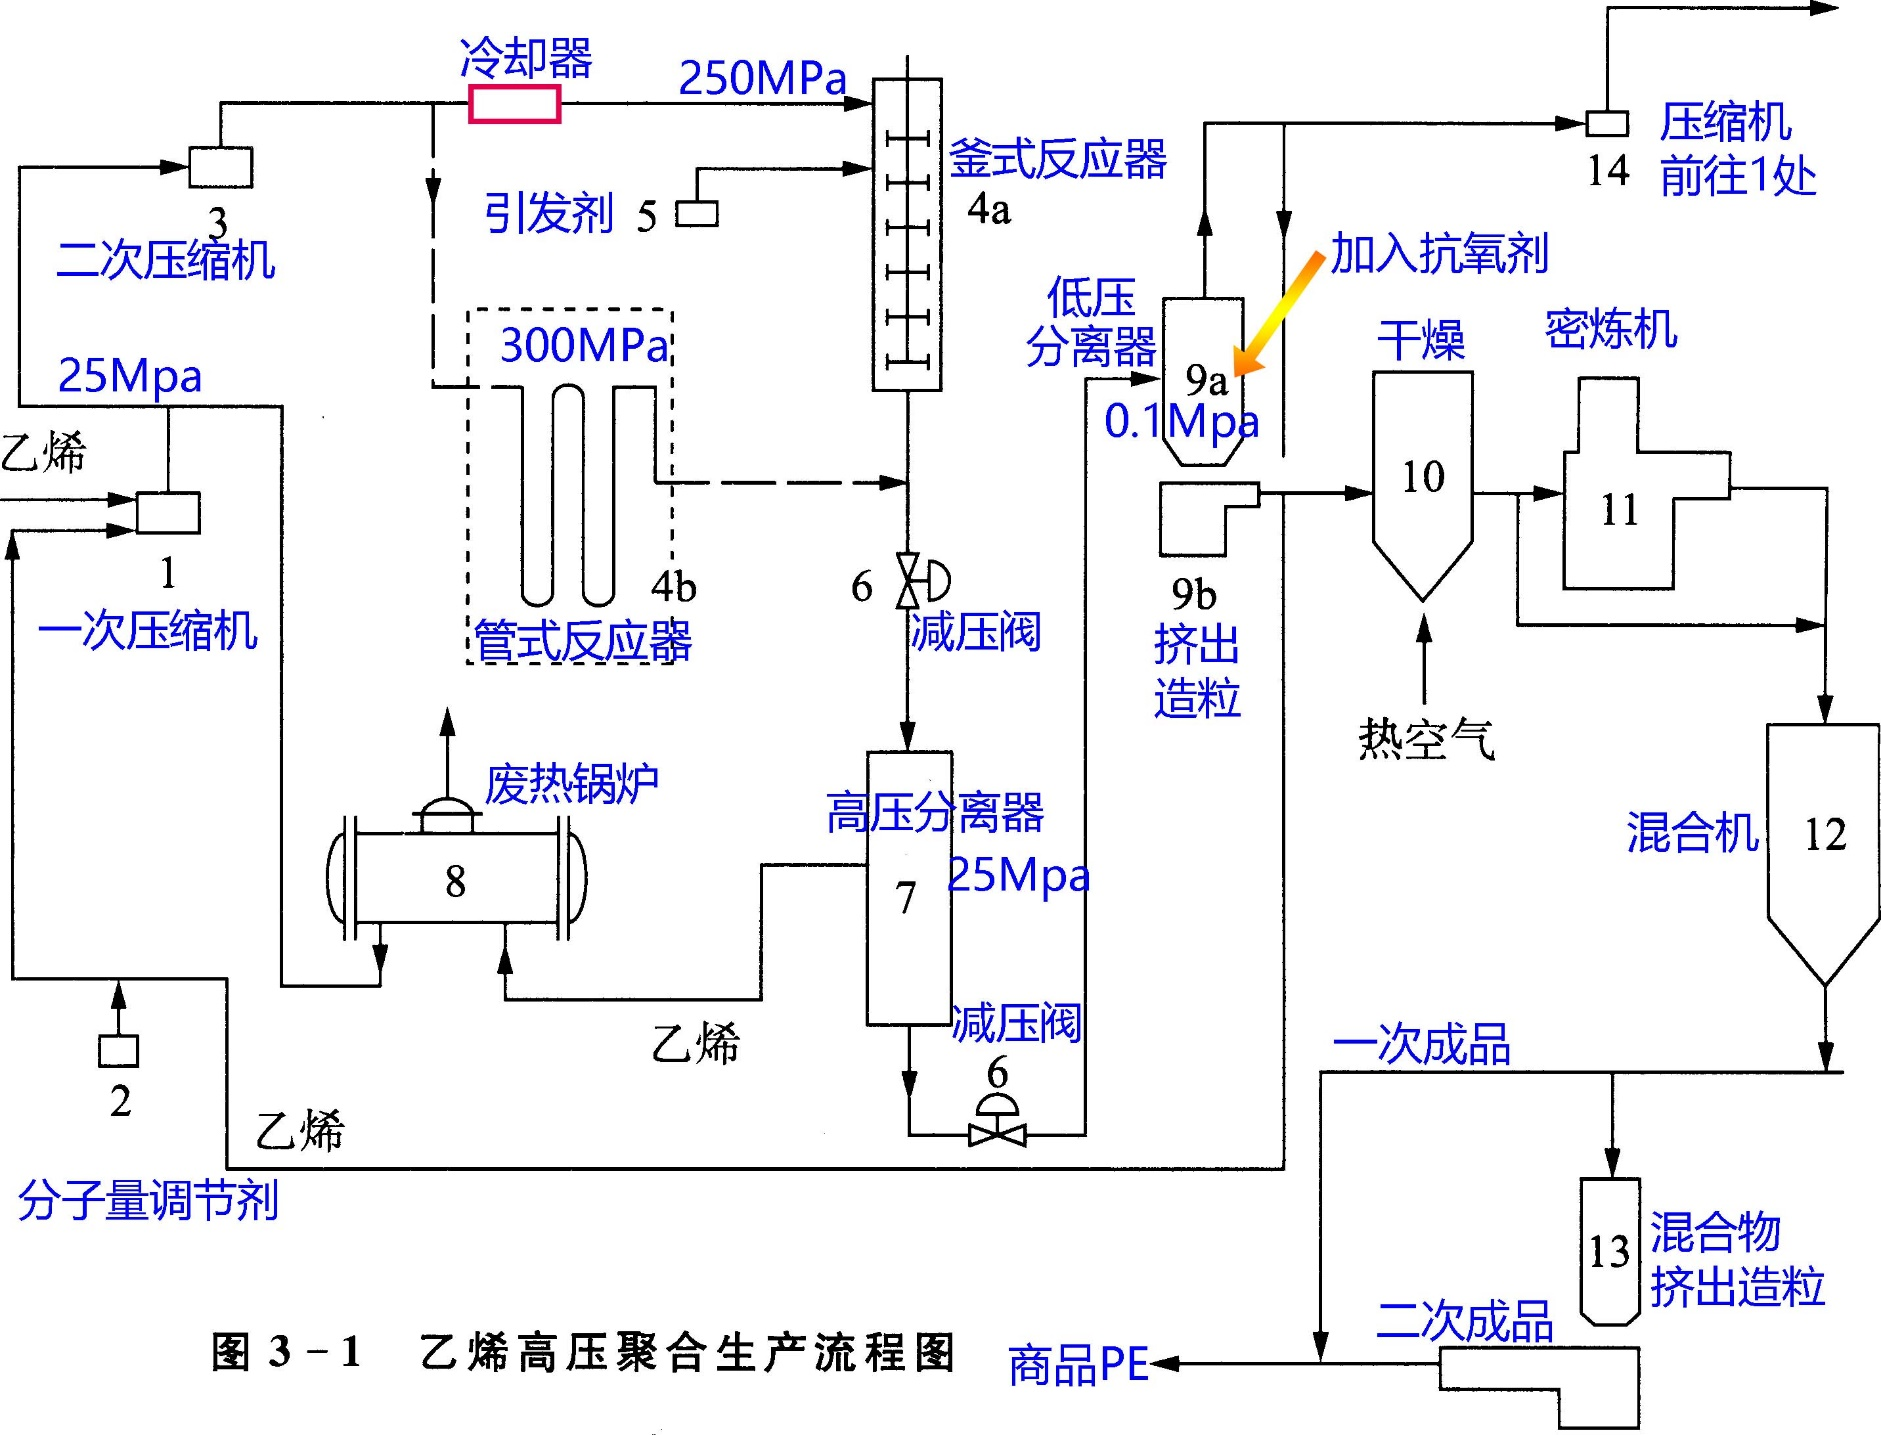 冷却器
250MPa
压缩机
前往1处
14
釜式反应器
4a
引发剂
5
3
二次压缩机
加入抗氧剂
低压
分离器
9a
0.1Mpa
干燥
密炼机
300MPa
25Mpa
乙烯
1
一次压缩机
4b
管式反应器
6
减压阀
9b
挤出
造粒
10
11
热空气
废热锅炉
8
高压分离器
7
25Mpa
混合机
12
减压阀
6
乙烯
2
乙烯
分子量调节剂
一次成品
13
混合物
挤出造粒
二次成品
商品PE
图 3-1 乙烯高压聚合生产流程图